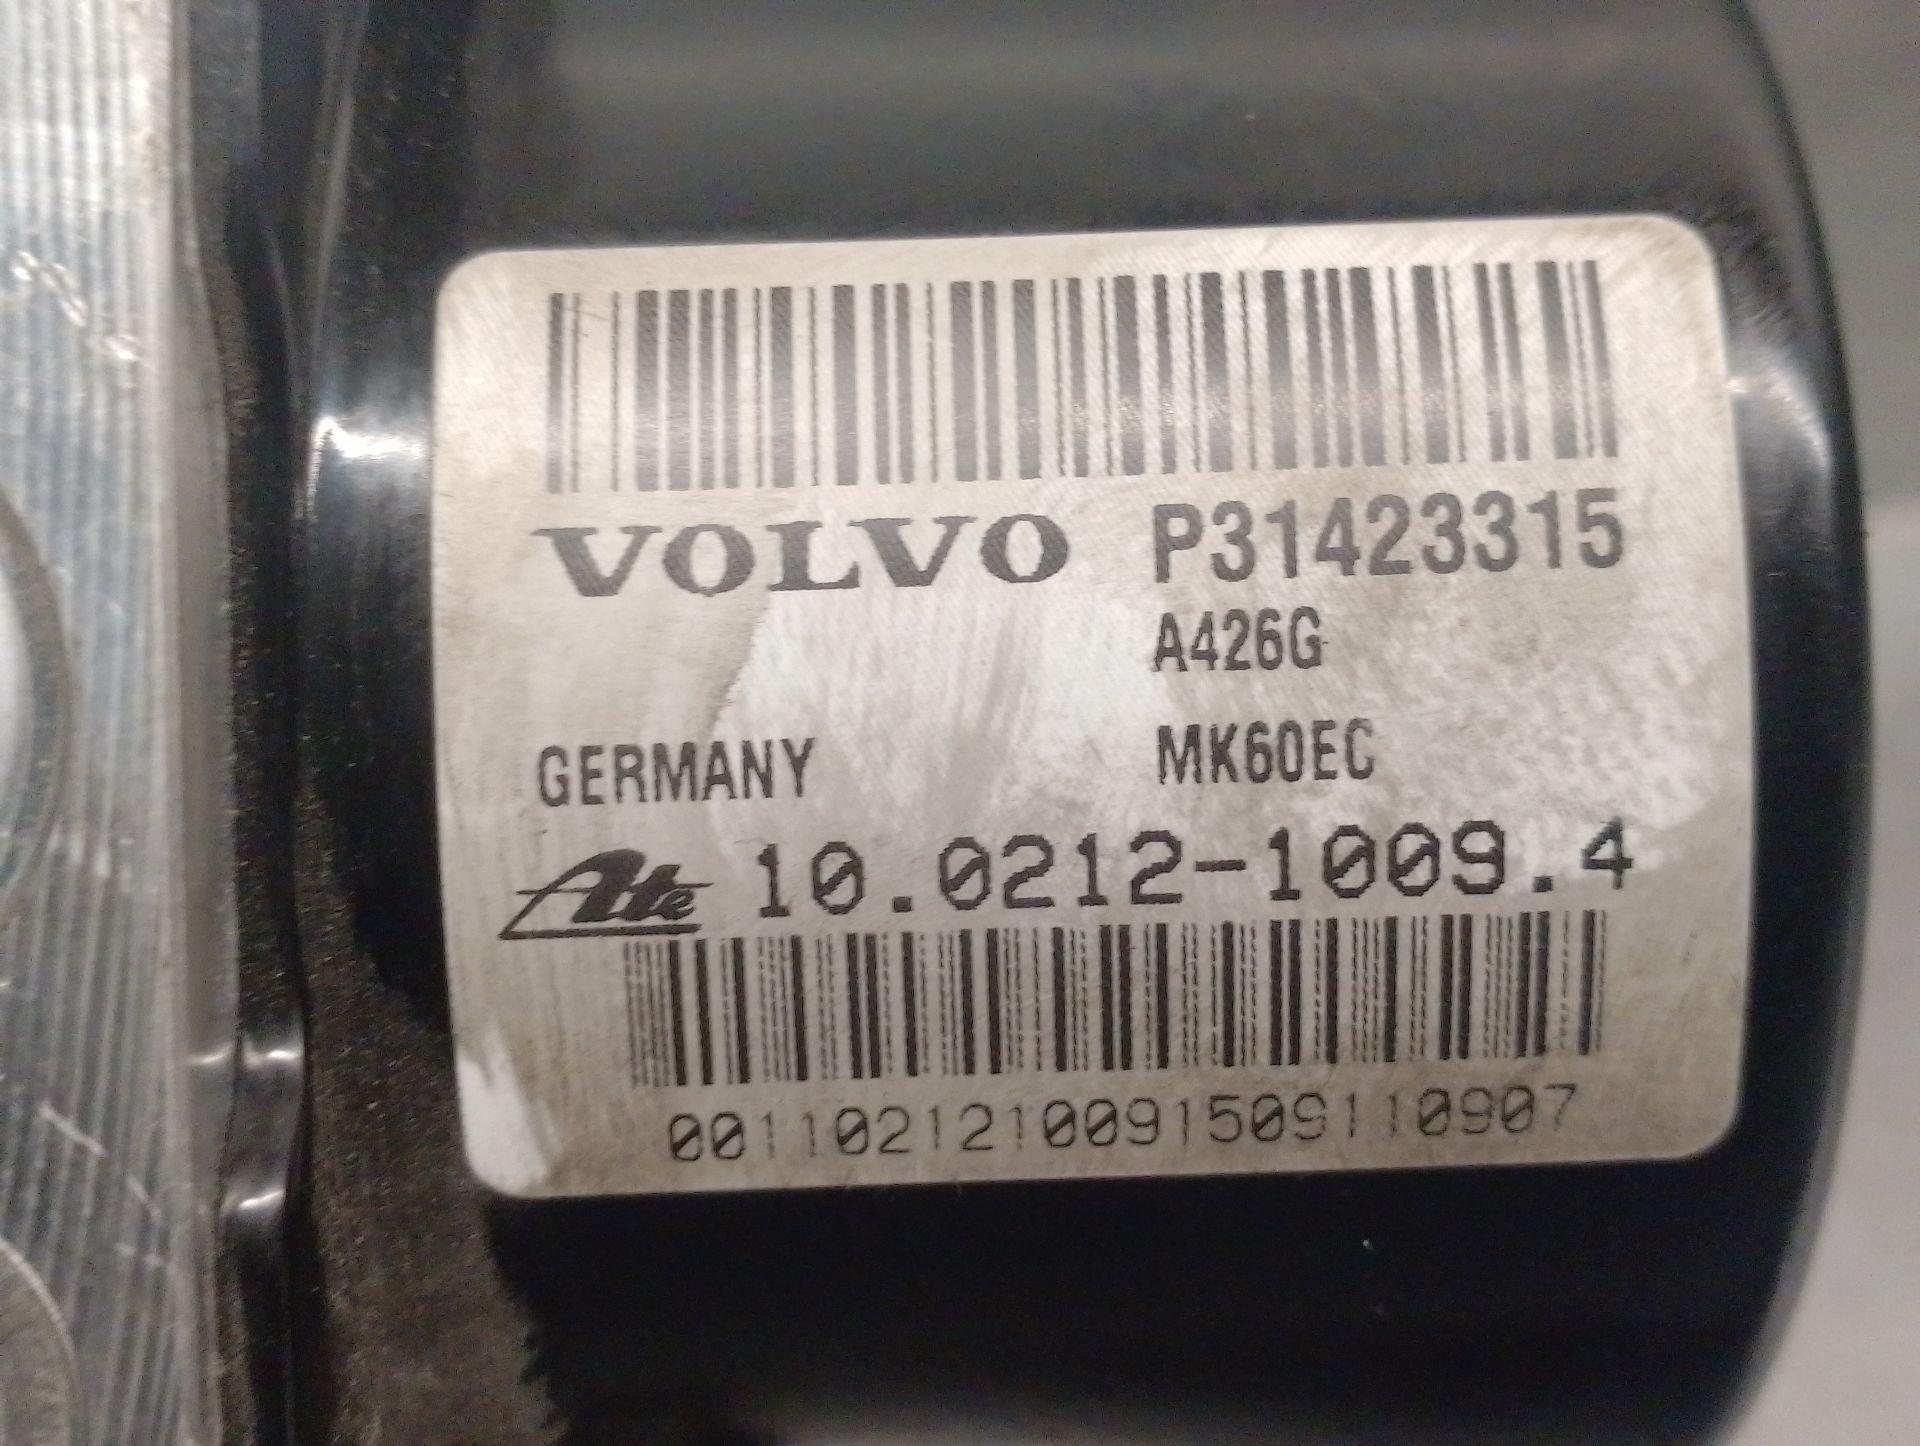 VOLVO P31423315
A426G
GERMANY MK60EC
Ate 10.0212-1009.4
0011021210091509110907